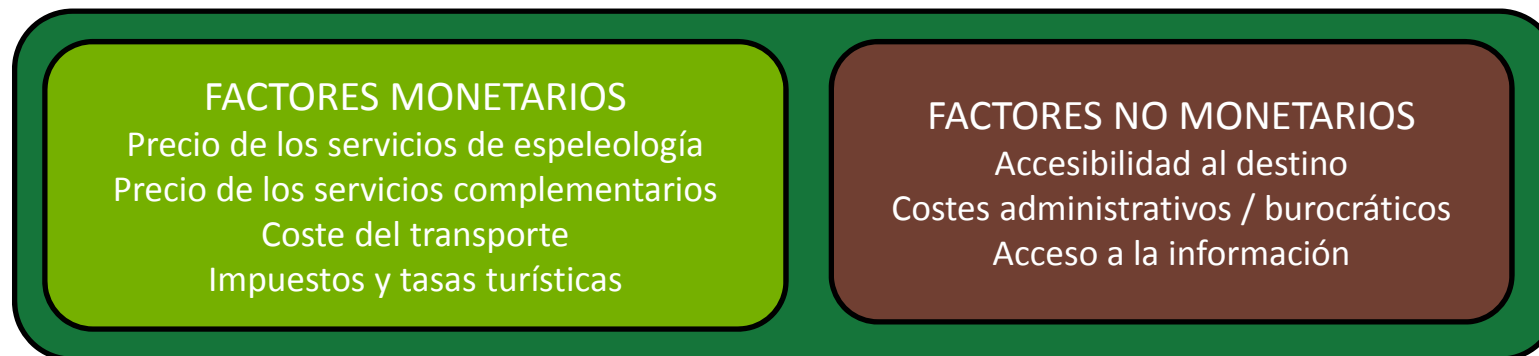 FACTORES MONETARIOS
Precio de los servicios de espeleología
Precio de los servicios complementarios
Coste del transporte
Impuestos y tasas turísticas
FACTORES NO MONETARIOS
Accesibilidad al destino
Costes administrativos / burocráticos
Acceso a la información